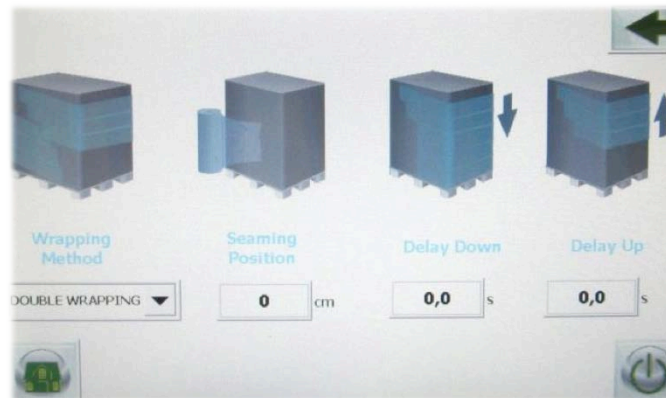 Wrapping
Method
Seaming
Position
Delay Down
Delay Up
DOUBLE WRAPPING
0 cm
0,0 s
0,0 s